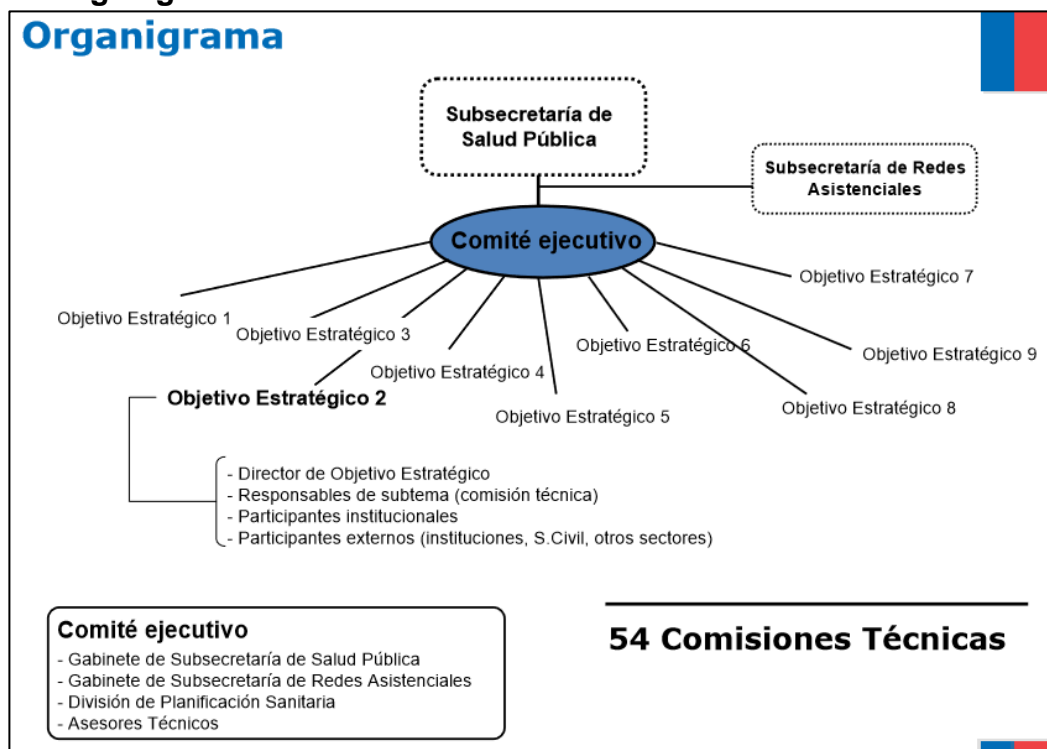 Organigrama
Subsecretaría de
Salud Pública
Subsecretaría de Redes
Asistenciales
Comité ejecutivo
Objetivo Estratégico 7
Objetivo Estratégico 1
Objetivo Estratégico 3
Objetivo Estratégico 6
Objetivo Estratégico 9
Objetivo Estratégico 4
Objetivo Estratégico 2
Objetivo Estratégico 5
Objetivo Estratégico 8
- Director de Objetivo Estratégico
- Responsables de subtema (comisión técnica)
- Participantes institucionales
- Participantes externos (instituciones, S.Civil, otros sectores)
Comité ejecutivo
- Gabinete de Subsecretaría de Salud Pública
- Gabinete de Subsecretaría de Redes Asistenciales
- División de Planificación Sanitaria
- Asesores Técnicos
54 Comisiones Técnicas